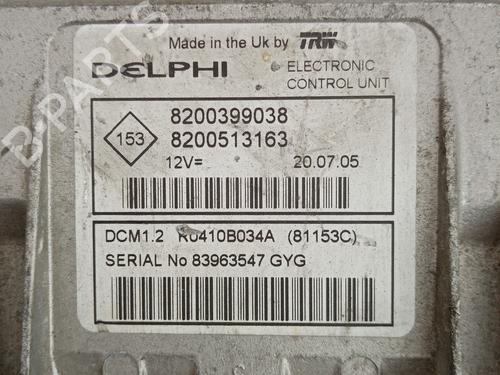 B-PARTS
Made in the Uk by TRW
DELPHI
ELECTRONIC
CONTROL UNIT
153
8200399038
8200513163
12V= 20.07.05
DCM1.2 R0410B034A (81153C)
SERIAL No 83963547 GYG